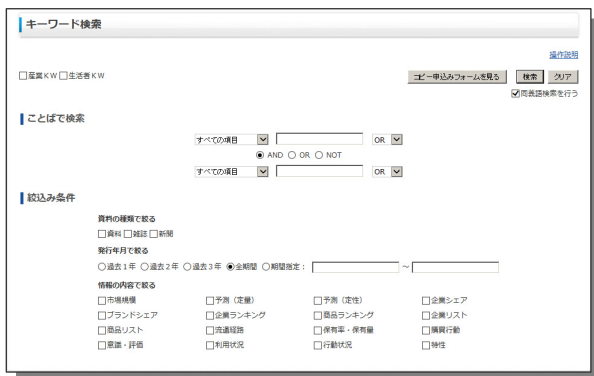 キーワード検索
操作説明
産業KW 生活者KW コピー申込みフォームを見る 検索 クリア
同義語検索を行う
ことばで検索
すべての項目 OR
AND OR NOT
すべての項目 OR
絞込み条件
資料の種類で絞る
資料 雑誌 新聞
発行年月で絞る
過去1年 過去2年 過去3年 全期間 期間指定： ～
情報の内容で絞る
市場規模 予測（定量） 予測（定性） 企業シェア
ブランドシェア 企業ランキング 商品ランキング 企業リスト
商品リスト 流通経路 保有率・保有量 購買行動
意識・評価 利用状況 行動状況 特性